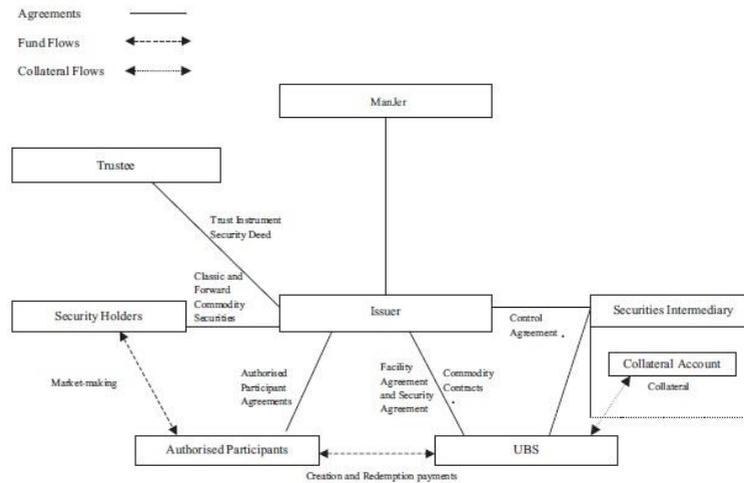 Agreements
Fund Flows
Collateral Flows
ManJer
Trustee
Trust Instrument
Security Deed
Classic and
Forward
Commodity
Securities
Security Holders
Issuer
Securities Intermediary
Control
Agreement
Collateral Account
Collateral
Market-making
Authorised
Participant
Agreements
Facility
Agreement
and Security
Agreement
Commodity
Contracts
Authorised Participants
UBS
Creation and Redemption payments